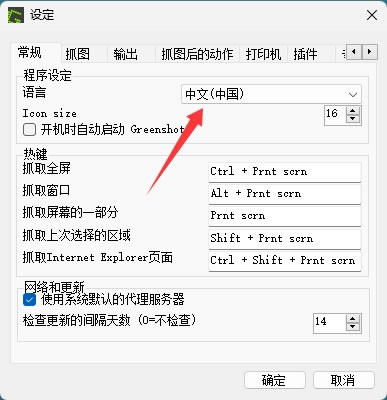 设定
常规 抓图 输出 抓图后的动作 打印机 插件
程序设定
语言 中文(中国)
Icon size 16
开机时自动启动 Greenshot
热键
抓取全屏 Ctrl + Prnt scrn
抓取窗口 Alt + Prnt scrn
抓取屏幕的一部分 Prnt scrn
抓取上次选择的区域 Shift + Prnt scrn
抓取Internet Explorer页面 Ctrl + Shift + Prnt scrn
网络和更新
使用系统默认的代理服务器
检查更新的间隔天数 (0=不检查) 14
确定 取消